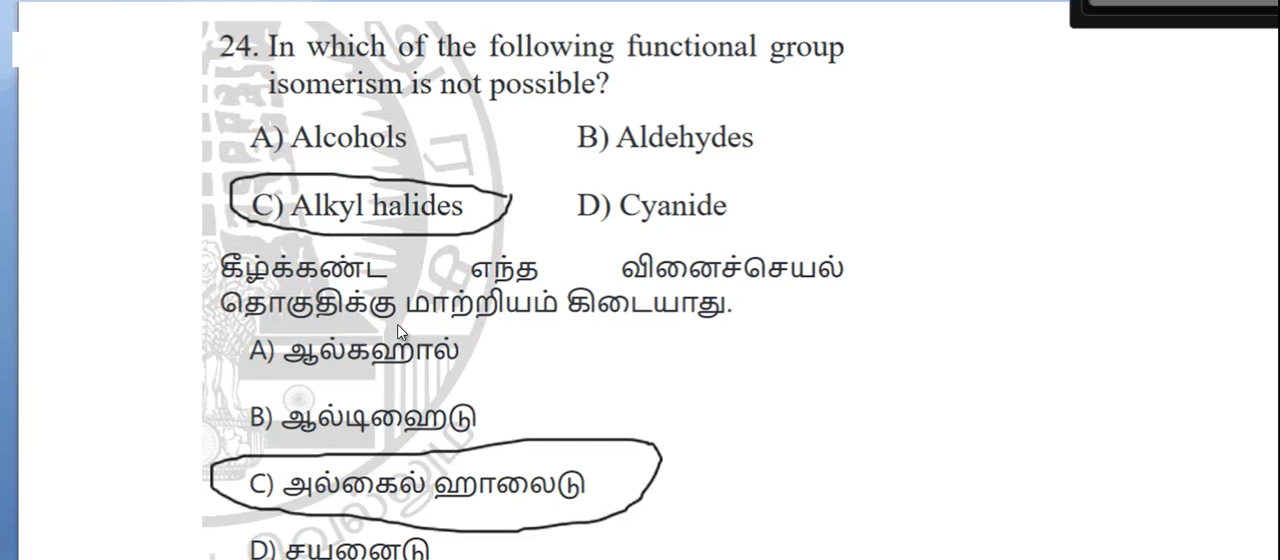 24. In which of the following functional group
isomerism is not possible?
A) Alcohols B) Aldehydes
C) Alkyl halides D) Cyanide
கீழ்க்கண்ட எந்த வினைச்செயல்
தொகுதிக்கு மாற்றியம் கிடையாது.
A) ஆல்கஹால்
B) ஆல்டிஹைடு
C) அல்கைல் ஹாலைடு
D) சயனைடு